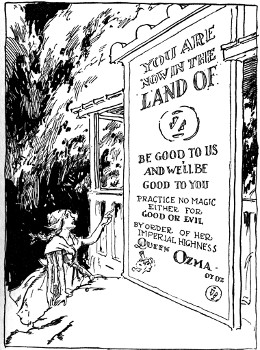 YOU ARE
NOW IN THE
LAND OF
OZ
BE GOOD TO US
AND WE'LL BE
GOOD TO YOU
PRACTICE NO MAGIC
EITHER FOR
GOOD OR EVIL
BY ORDER OF HER
IMPERIAL HIGHNESS
QUEEN OZMA
OF OZ